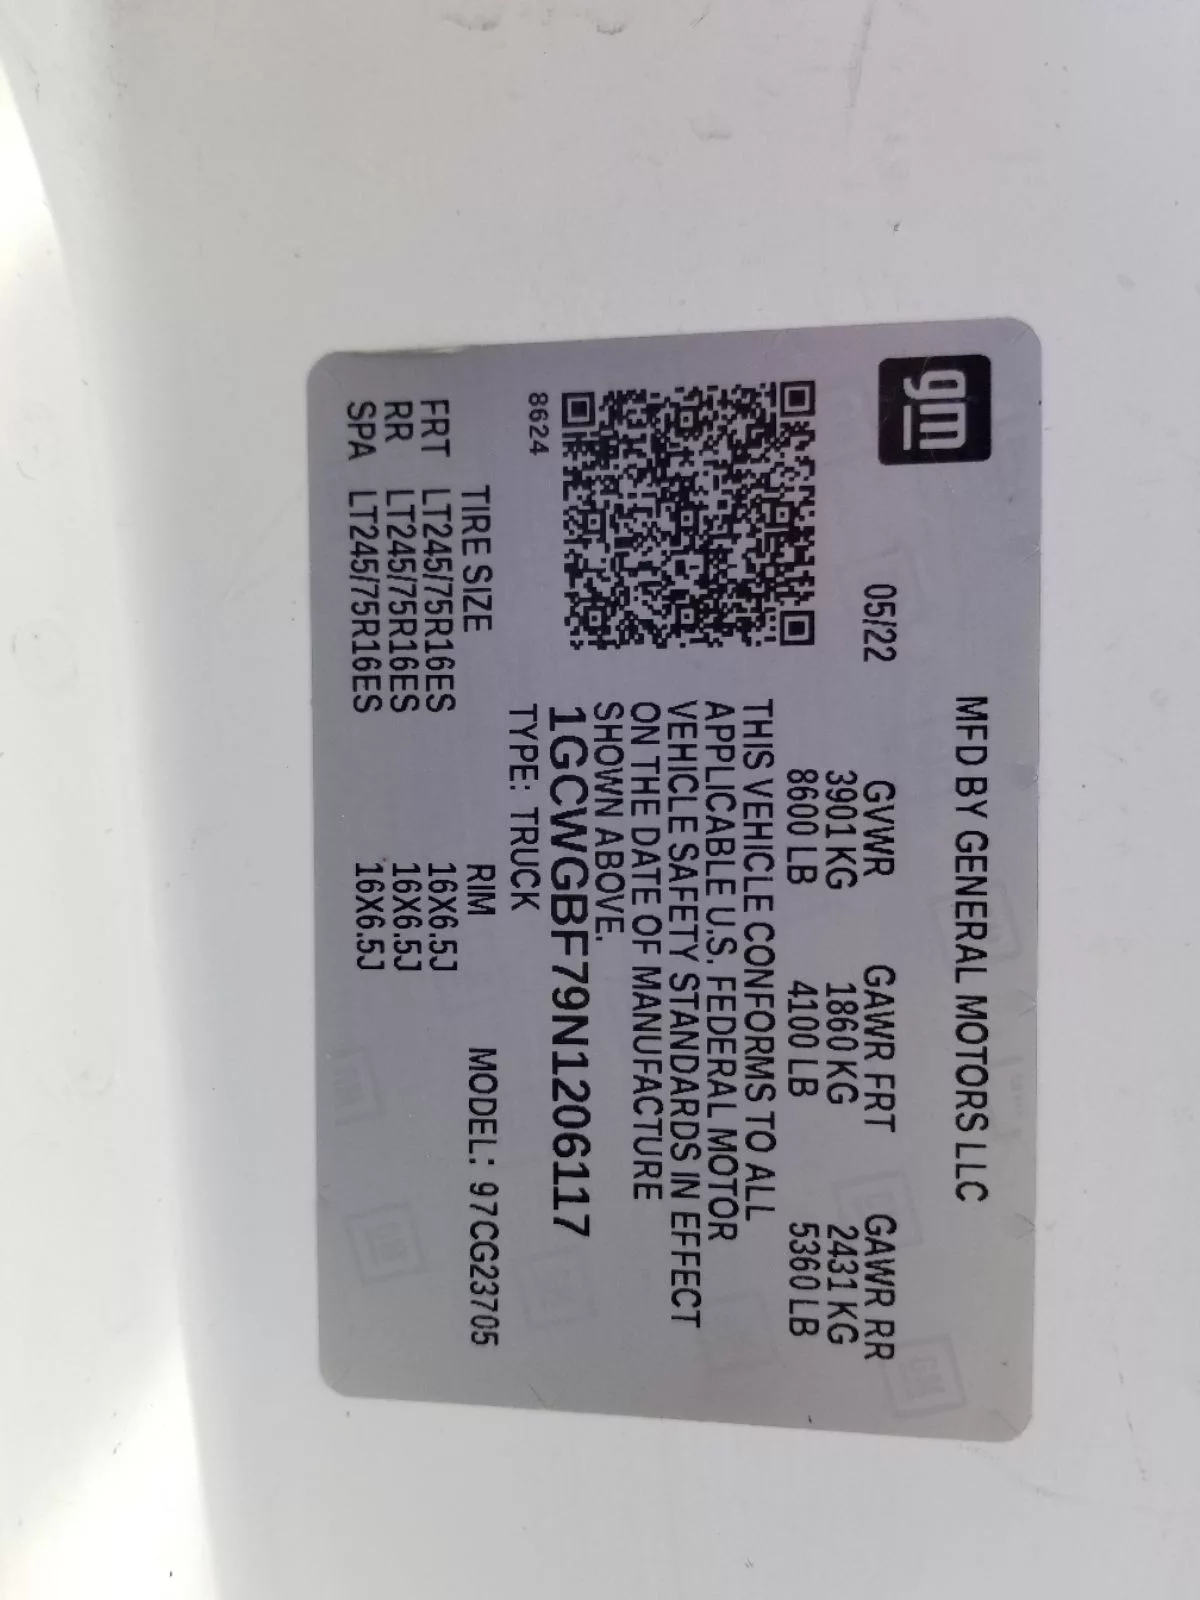 gm
MFD BY GENERAL MOTORS LLC
05/22 GVWR GAWR FRT GAWR RR
3901 KG 1860 KG 2431 KG
8600 LB 4100 LB 5360 LB
THIS VEHICLE CONFORMS TO ALL
APPLICABLE U.S. FEDERAL MOTOR
VEHICLE SAFETY STANDARDS IN EFFECT
ON THE DATE OF MANUFACTURE
SHOWN ABOVE.
1GCWGBF79N1206117
8624 TYPE: TRUCK
TIRE SIZE RIM MODEL: 97CG23705
FRT LT245/75R16ES 16X6.5J
RR LT245/75R16ES 16X6.5J
SPA LT245/75R16ES 16X6.5J